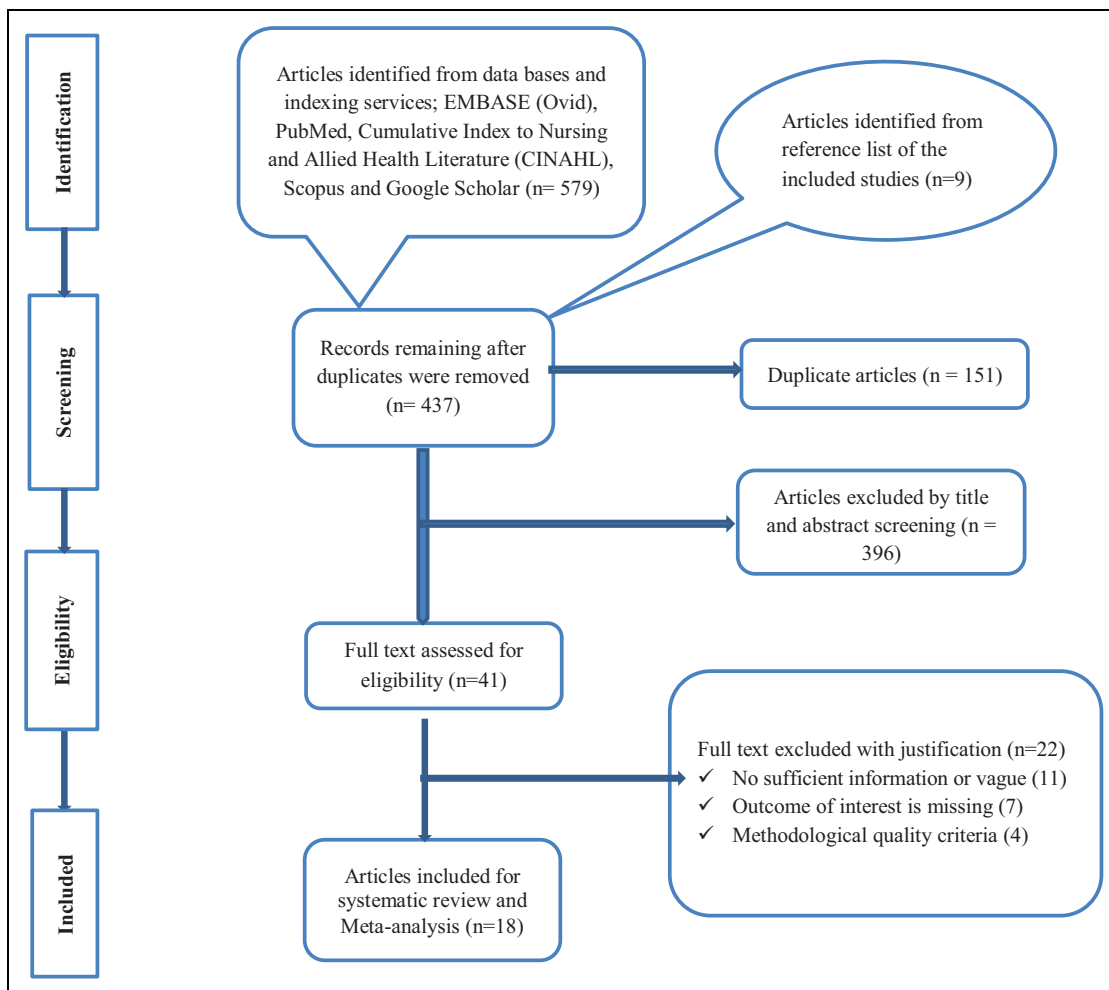 Identification
Articles identified from data bases and
indexing services; EMBASE (Ovid),
PubMed, Cumulative Index to Nursing
and Allied Health Literature (CINAHL),
Scopus and Google Scholar (n= 579)
Articles identified from
reference list of the
included studies (n=9)
Screening
Records remaining after
duplicates were removed
(n= 437)
Duplicate articles (n = 151)
Articles excluded by title
and abstract screening (n =
396)
Eligibility
Full text assessed for
eligibility (n=41)
Full text excluded with justification (n=22)
✓ No sufficient information or vague (11)
✓ Outcome of interest is missing (7)
✓ Methodological quality criteria (4)
Included
Articles included for
systematic review and
Meta-analysis (n=18)